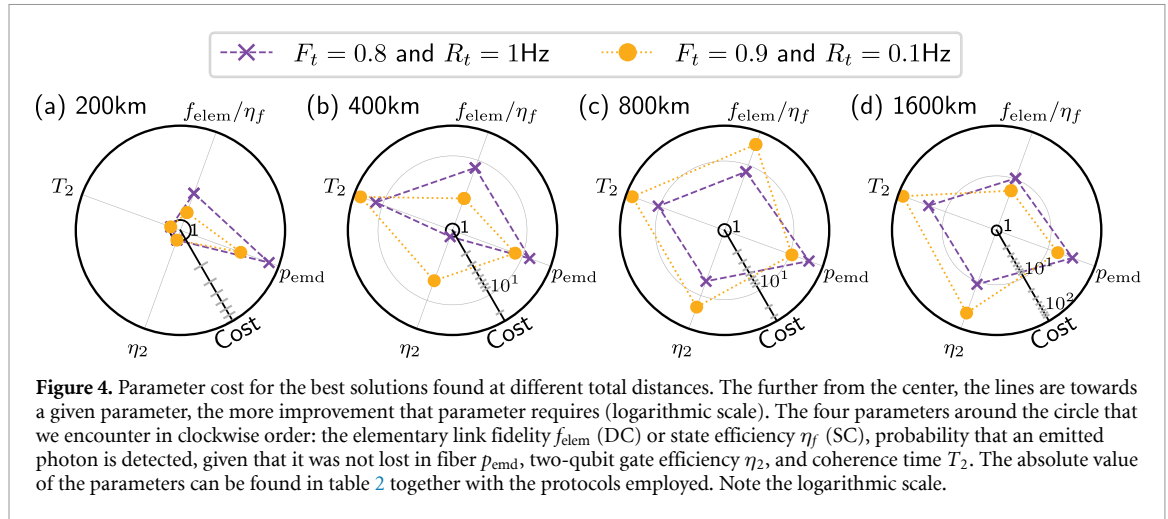 F_t = 0.8 and R_t = 1Hz
F_t = 0.9 and R_t = 0.1Hz
(a) 200km
f_elem/η_f
T_2
1
p_emd
η_2
Cost
(b) 400km
f_elem/η_f
T_2
1
p_emd
10^1
η_2
Cost
(c) 800km
f_elem/η_f
T_2
1
p_emd
10^1
η_2
Cost
(d) 1600km
f_elem/η_f
T_2
1
10^1
p_emd
10^2
η_2
Cost
Figure 4. Parameter cost for the best solutions found at different total distances. The further from the center, the lines are towards
a given parameter, the more improvement that parameter requires (logarithmic scale). The four parameters around the circle that
we encounter in clockwise order: the elementary link fidelity f_elem (DC) or state efficiency η_f (SC), probability that an emitted
photon is detected, given that it was not lost in fiber p_emd, two-qubit gate efficiency η_2, and coherence time T_2. The absolute value
of the parameters can be found in table 2 together with the protocols employed. Note the logarithmic scale.